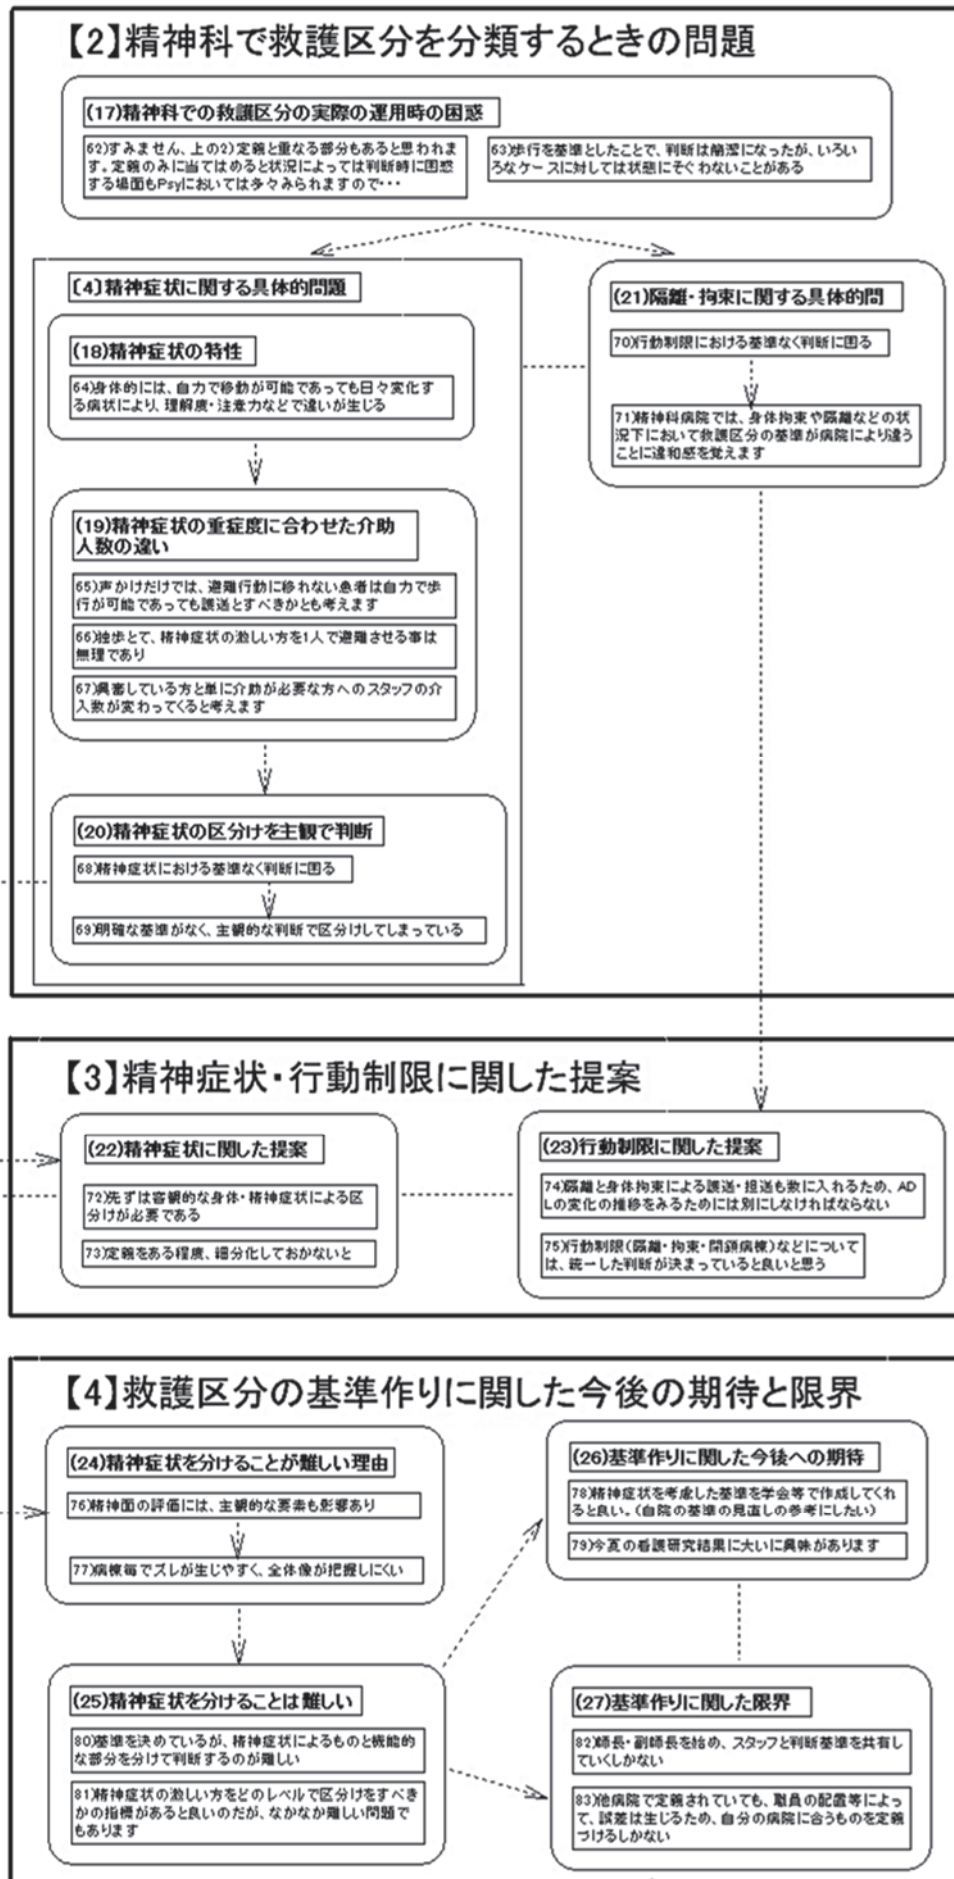 【2】精神科で救護区分を分類するときの問題
(17)精神科での救護区分の実際の運用時の困惑
62)すみません、上の2)定義と重なる部分もあると思われま
す。定義のみに当てはめると状況によっては判断時に困惑
する場面もPsyにおいては多々みられますので・・・
63)歩行を基準としたことで、判断は簡潔になったが、いろい
ろなケースに対しては状態にそぐわないことがある
〔4〕精神症状に関する具体的問題
(18)精神症状の特性
64)身体的には、自力で移動が可能であっても日々変化す
る病状により、理解度・注意力などで違いが生じる
(19)精神症状の重症度に合わせた介助
人数の違い
65)声かけだけでは、避難行動に移れない患者は自力で歩
行が可能であっても護送とすべきかとも考えます
66)独歩とて、精神症状の激しい方を1人で避難させる事は
無理であり
67)興奮している方と単に介助が必要な方へのスタッフの介
入数が変わってくると考えます
(20)精神症状の区分けを主観で判断
68)精神症状における基準なく判断に困る
69)明確な基準がなく、主観的な判断で区分けしてしまっている
(21)隔離・拘束に関する具体的問
70)行動制限における基準なく判断に困る
71)精神科病院では、身体拘束や隔離などの状
況下において救護区分の基準が病院により違う
ことに違和感を覚えます
【3】精神症状・行動制限に関した提案
(22)精神症状に関した提案
72)先ずは客観的な身体・精神症状による区
分けが必要である
73)定義をある程度、細分化しておかないと
(23)行動制限に関した提案
74)隔離と身体拘束による護送・担送も数に入れるため、AD
Lの変化の推移をみるためには別にしなければならない
75)行動制限(隔離・拘束・閉鎖病棟)などについて
は、統一した判断が決まっていると良いと思う
【4】救護区分の基準作りに関した今後の期待と限界
(24)精神症状を分けることが難しい理由
76)精神面の評価には、主観的な要素も影響あり
77)病棟毎でズレが生じやすく、全体像が把握しにくい
(25)精神症状を分けることは難しい
80)基準を決めているが、精神症状によるものと機能的
な部分を分けて判断するのが難しい
81)精神症状の激しい方をどのレベルで区分けをすべき
かの指標があると良いのだが、なかなか難しい問題で
もあります
(26)基準作りに関した今後への期待
78)精神症状を考慮した基準を学会等で作成してくれ
ると良い。(自院の基準の見直しの参考にしたい)
79)今夏の看護研究結果に大いに興味があります
(27)基準作りに関した限界
82)師長・副師長を始め、スタッフと判断基準を共有し
ていくしかない
83)他病院で定義されていても、職員の配置等によっ
て、誤差は生じるため、自分の病院に合うものを定義
づけるしかない